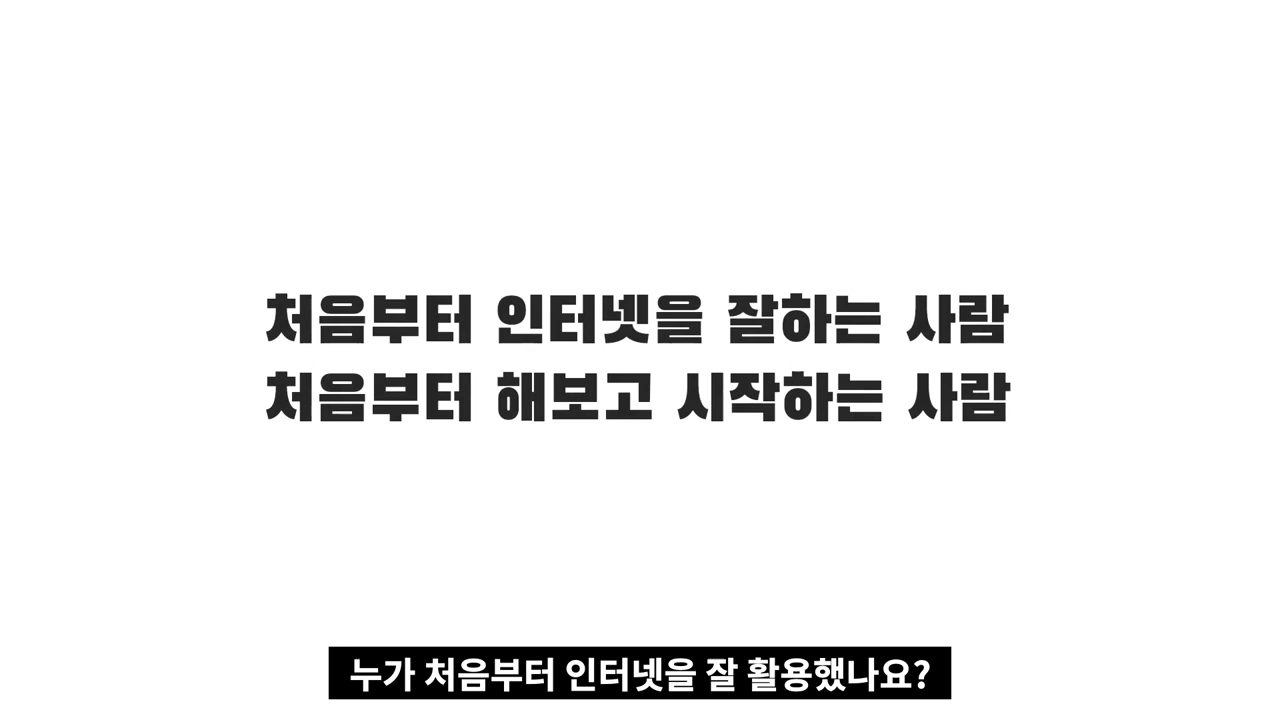 처음부터 인터넷을 잘하는 사람
처음부터 해보고 시작하는 사람
누가 처음부터 인터넷을 잘 활용했나요?